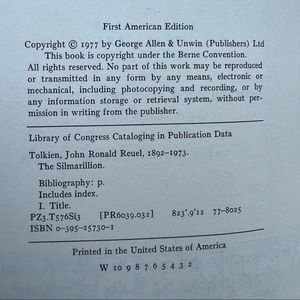 First American Edition
Copyright © 1977 by George Allen & Unwin (Publishers) Ltd
This book is copyright under the Berne Convention.
All rights reserved. No part of this work may be reproduced
or transmitted in any form by any means, electronic or
mechanical, including photocopying and recording, or by
any information storage or retrieval system, without per-
mission in writing from the publisher.
Library of Congress Cataloging in Publication Data
Tolkien, John Ronald Reuel, 1892-1973.
The Silmarillion.
Bibliography: p.
Includes index.
I. Title.
PZ3.T576Si3 [PR6039.032] 823'.9'12 77-8025
ISBN 0-395-25730-1
Printed in the United States of America
W 10 9 8 7 6 5 4 3 2